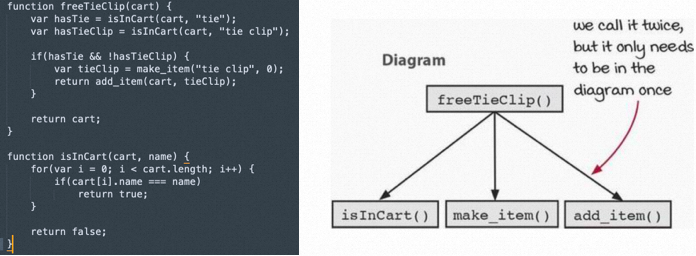 function freeTieClip(cart) {
var hasTie = isInCart(cart, "tie");
var hasTieClip = isInCart(cart, "tie clip");
if(hasTie && !hasTieClip) {
var tieClip = make_item("tie clip", 0);
return add_item(cart, tieClip);
}
return cart;
}
function isInCart(cart, name) {
for(var i = 0; i < cart.length; i++) {
if(cart[i].name === name)
return true;
}
return false;
}
we call it twice,
but it only needs
to be in the
diagram once
Diagram
freeTieClip()
isInCart()
make_item()
add_item()